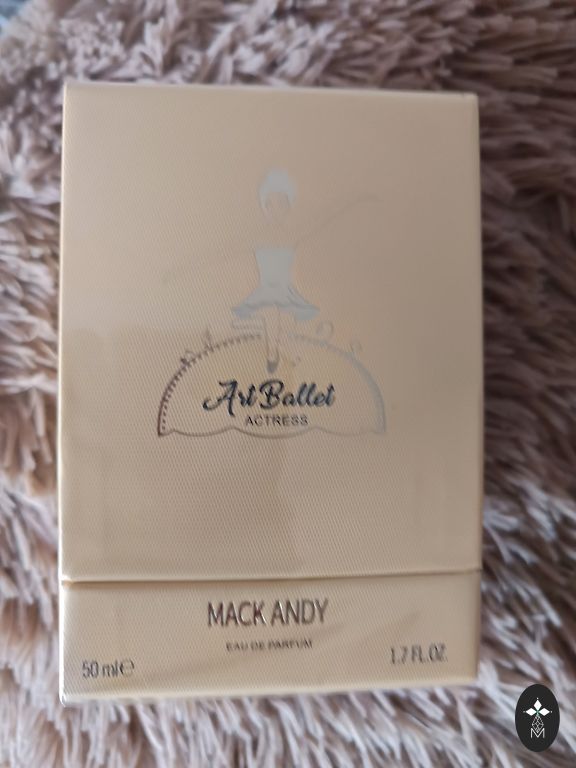 Art Ballet
ACTRESS
MACK ANDY
EAU DE PARFUM
50 ml℮
1.7 FL.OZ.
M